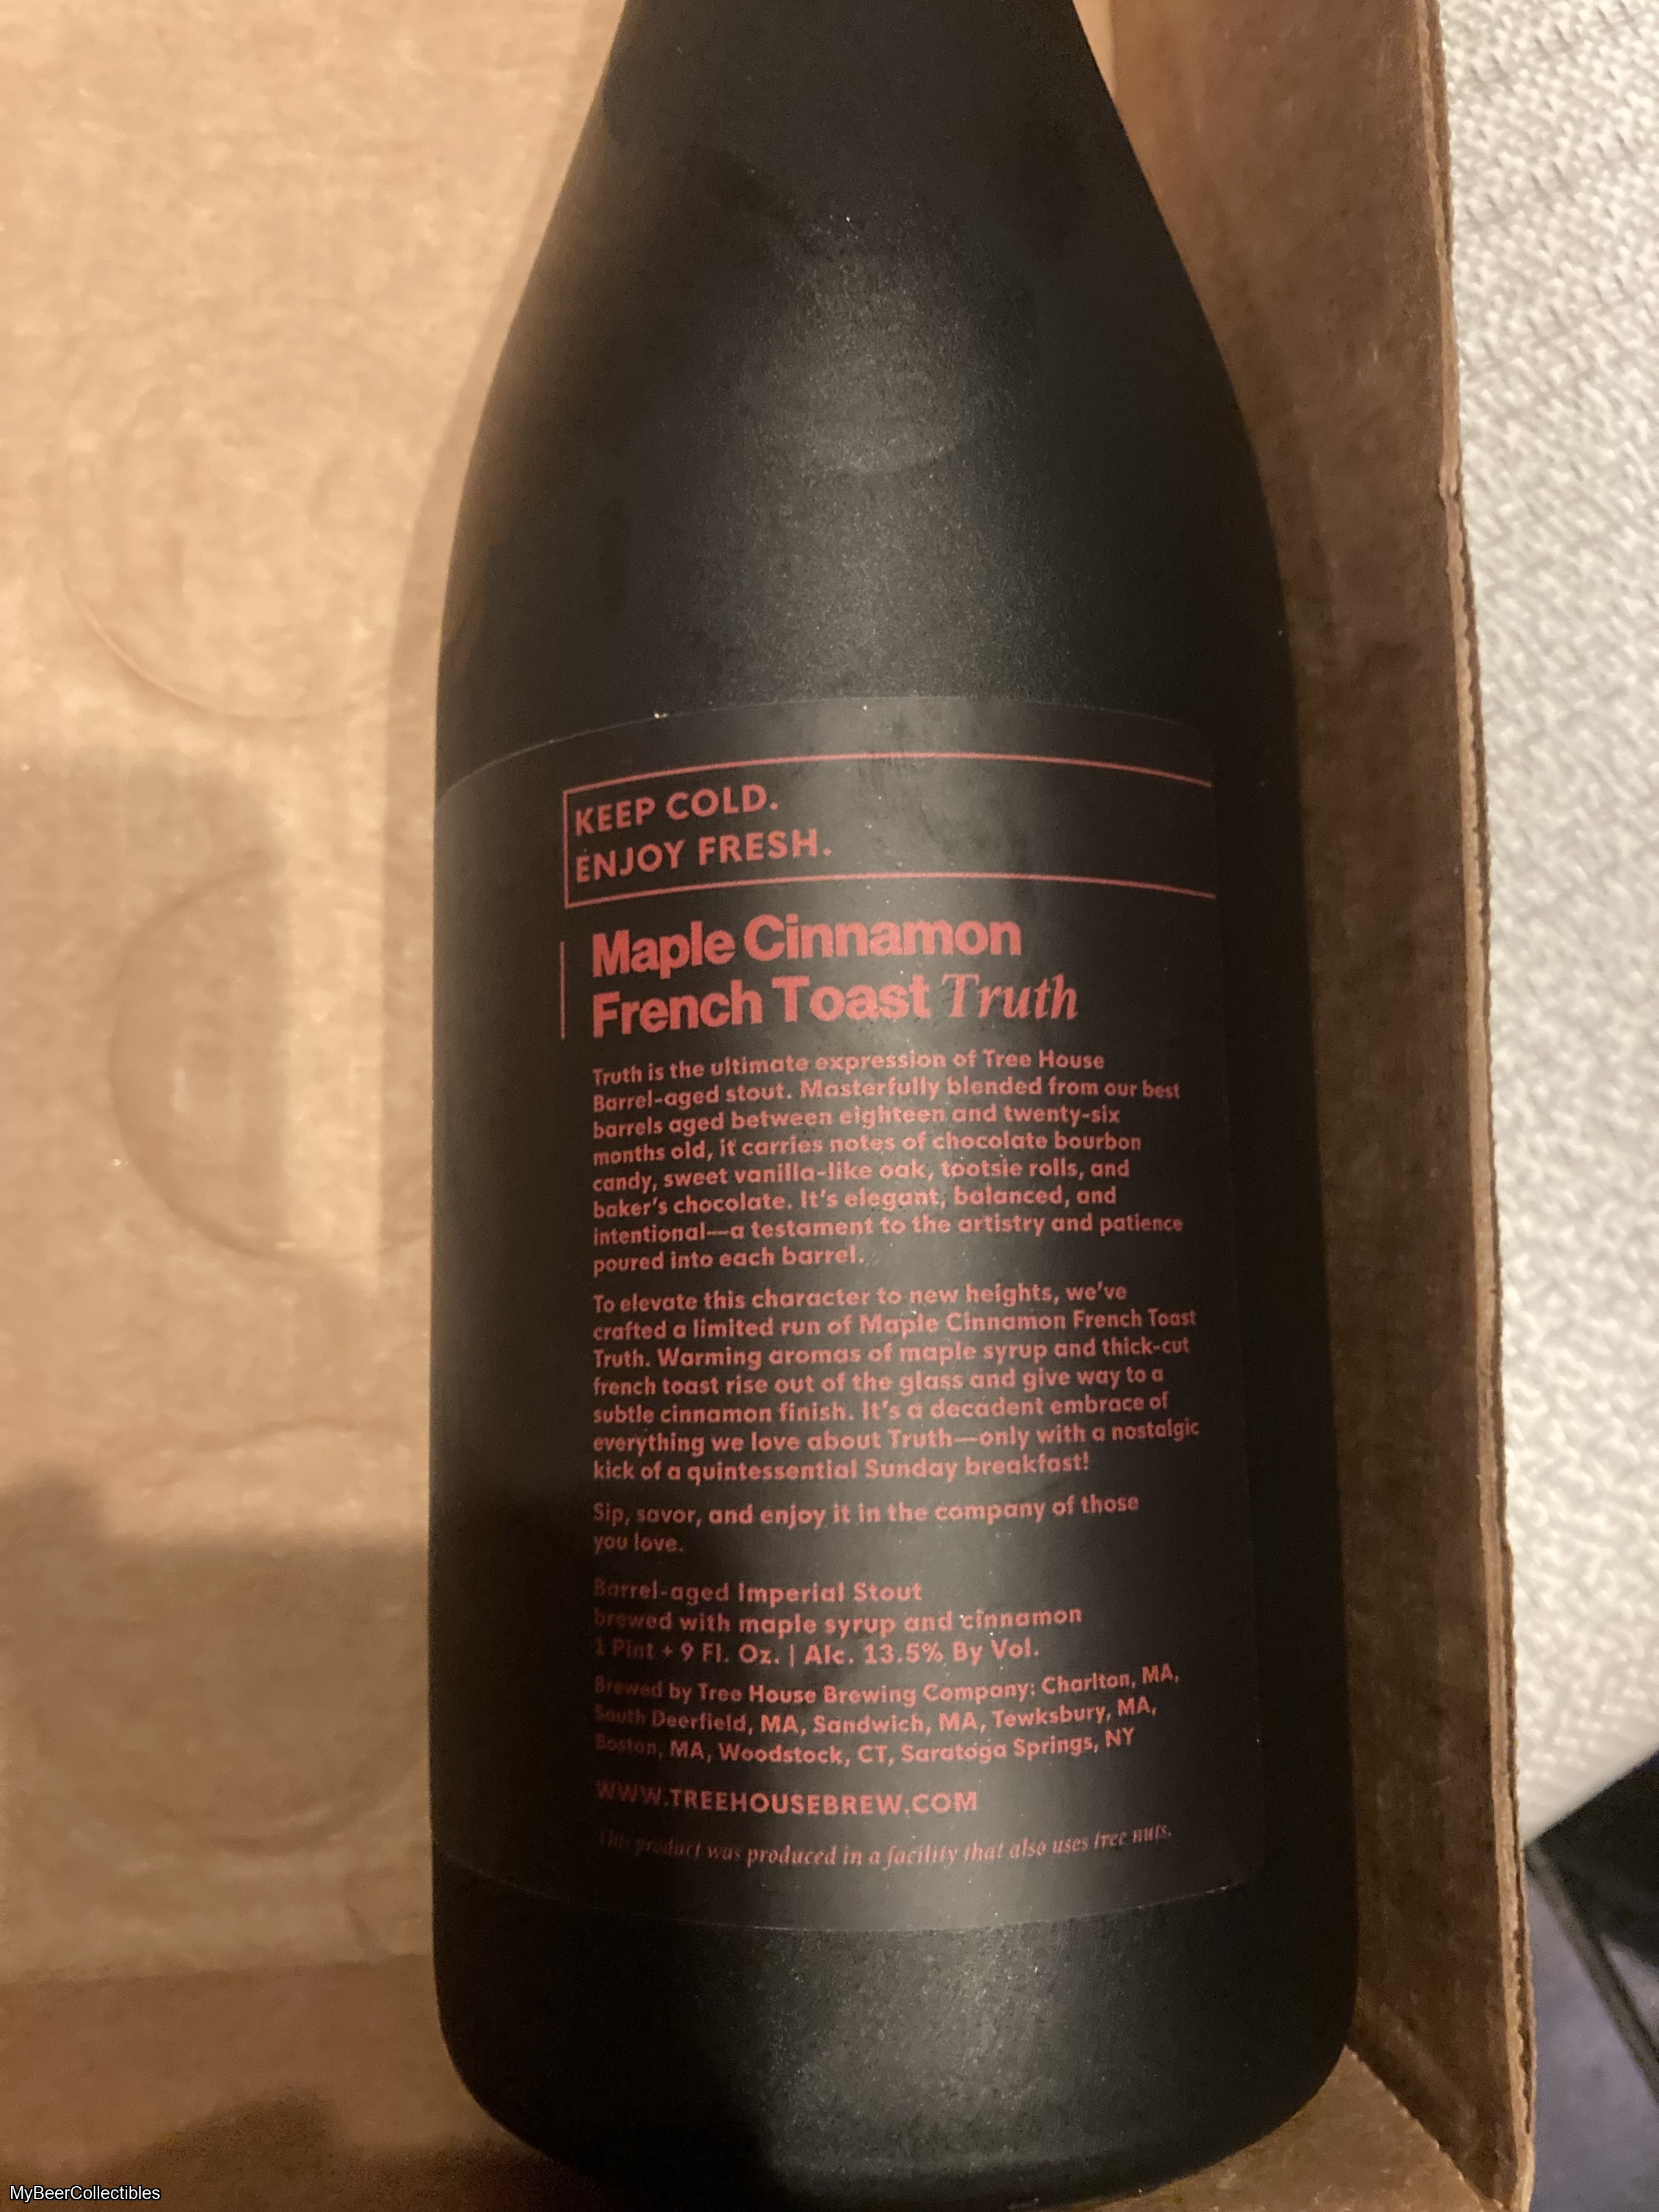 KEEP COLD.
ENJOY FRESH.
Maple Cinnamon
French Toast Truth
Truth is the ultimate expression of Tree House
Barrel-aged stout. Masterfully blended from our best
barrels aged between eighteen and twenty-six
months old, it carries notes of chocolate bourbon
candy, sweet vanilla-like oak, tootsie rolls, and
baker's chocolate. It's elegant, balanced, and
intentional—a testament to the artistry and patience
poured into each barrel.
To elevate this character to new heights, we've
crafted a limited run of Maple Cinnamon French Toast
Truth. Warming aromas of maple syrup and thick-cut
french toast rise out of the glass and give way to a
subtle cinnamon finish. It's a decadent embrace of
everything we love about Truth—only with a nostalgic
kick of a quintessential Sunday breakfast!
Sip, savor, and enjoy it in the company of those
you love.
Barrel-aged Imperial Stout
brewed with maple syrup and cinnamon
1 Pint + 9 Fl. Oz. | Alc. 13.5% By Vol.
Brewed by Tree House Brewing Company: Charlton, MA,
South Deerfield, MA, Sandwich, MA, Tewksbury, MA,
Boston, MA, Woodstock, CT, Saratoga Springs, NY
WWW.TREEHOUSEBREW.COM
This product was produced in a facility that also uses tree nuts.
MyBeerCollectibles